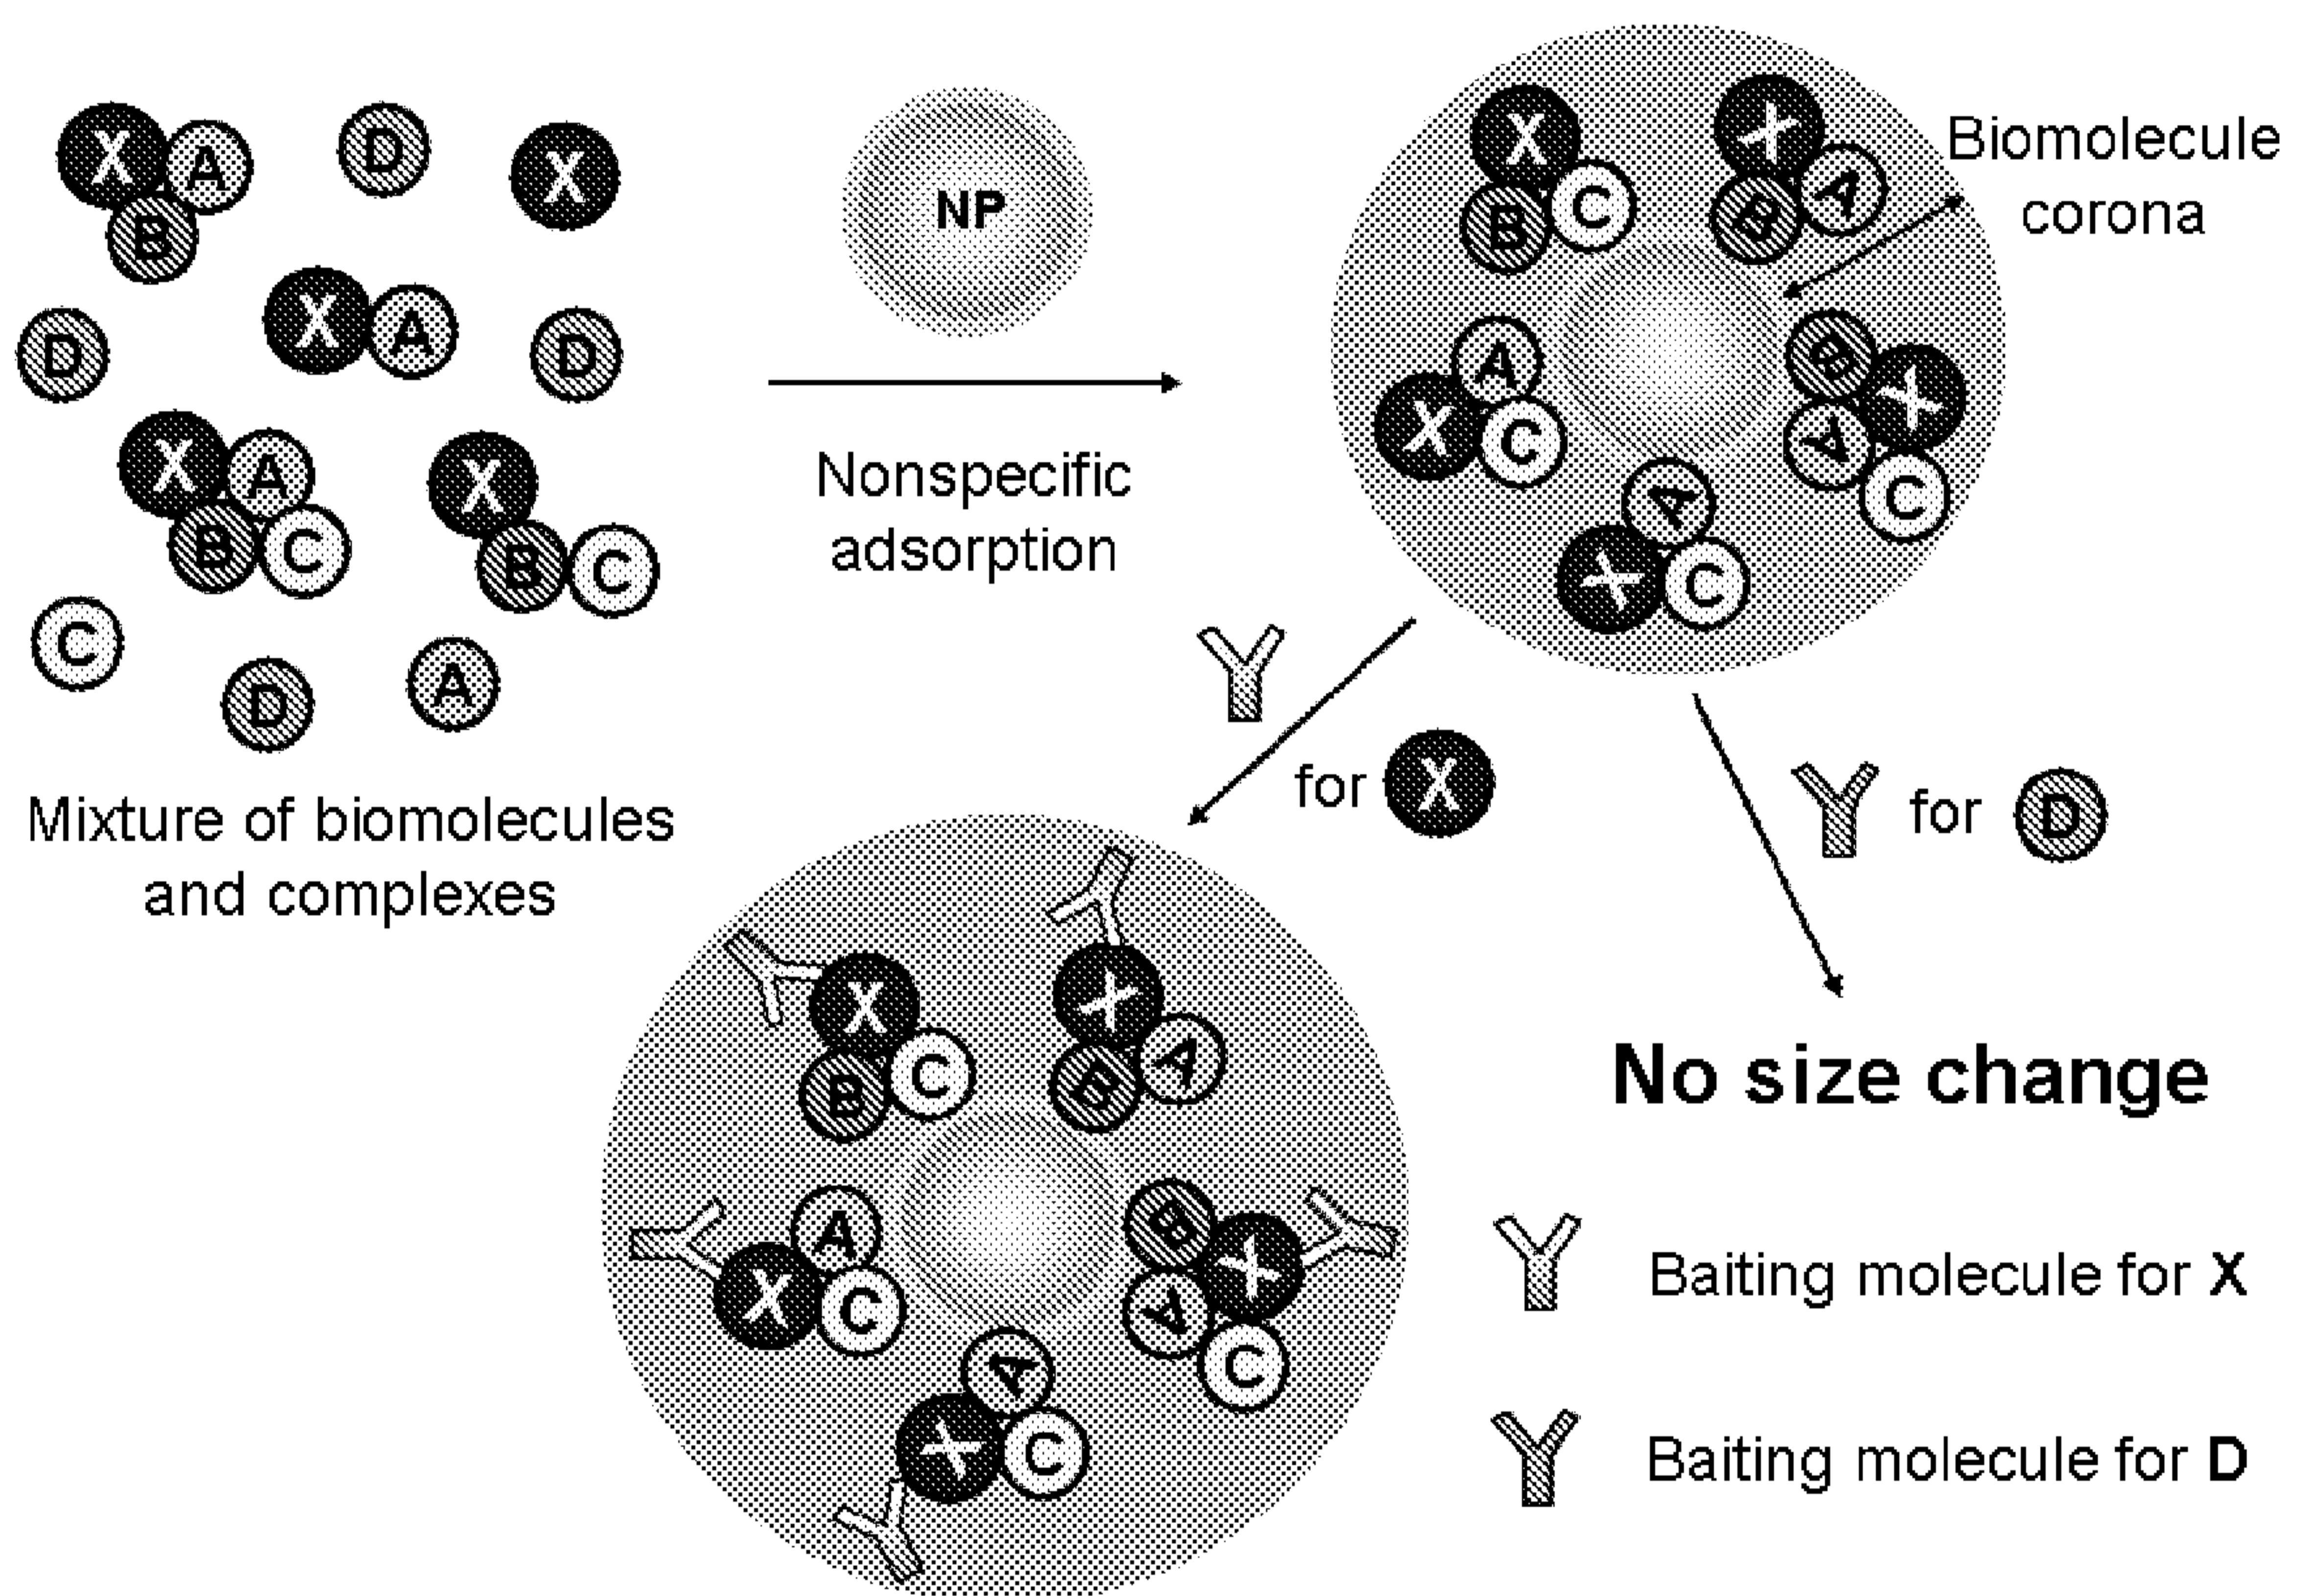 X A
B
D
X
NP
X
B C
X
B A
Biomolecule
corona
D
X A
D
A
X C
B
X
A
C
X A
B C
X
B C
Nonspecific
adsorption
A
X C
C
D
A
for X
for D
Mixture of biomolecules
and complexes
X
B C
X
B A
No size change
A
X C
B
X
A
C
Baiting molecule for X
A
X C
Baiting molecule for D